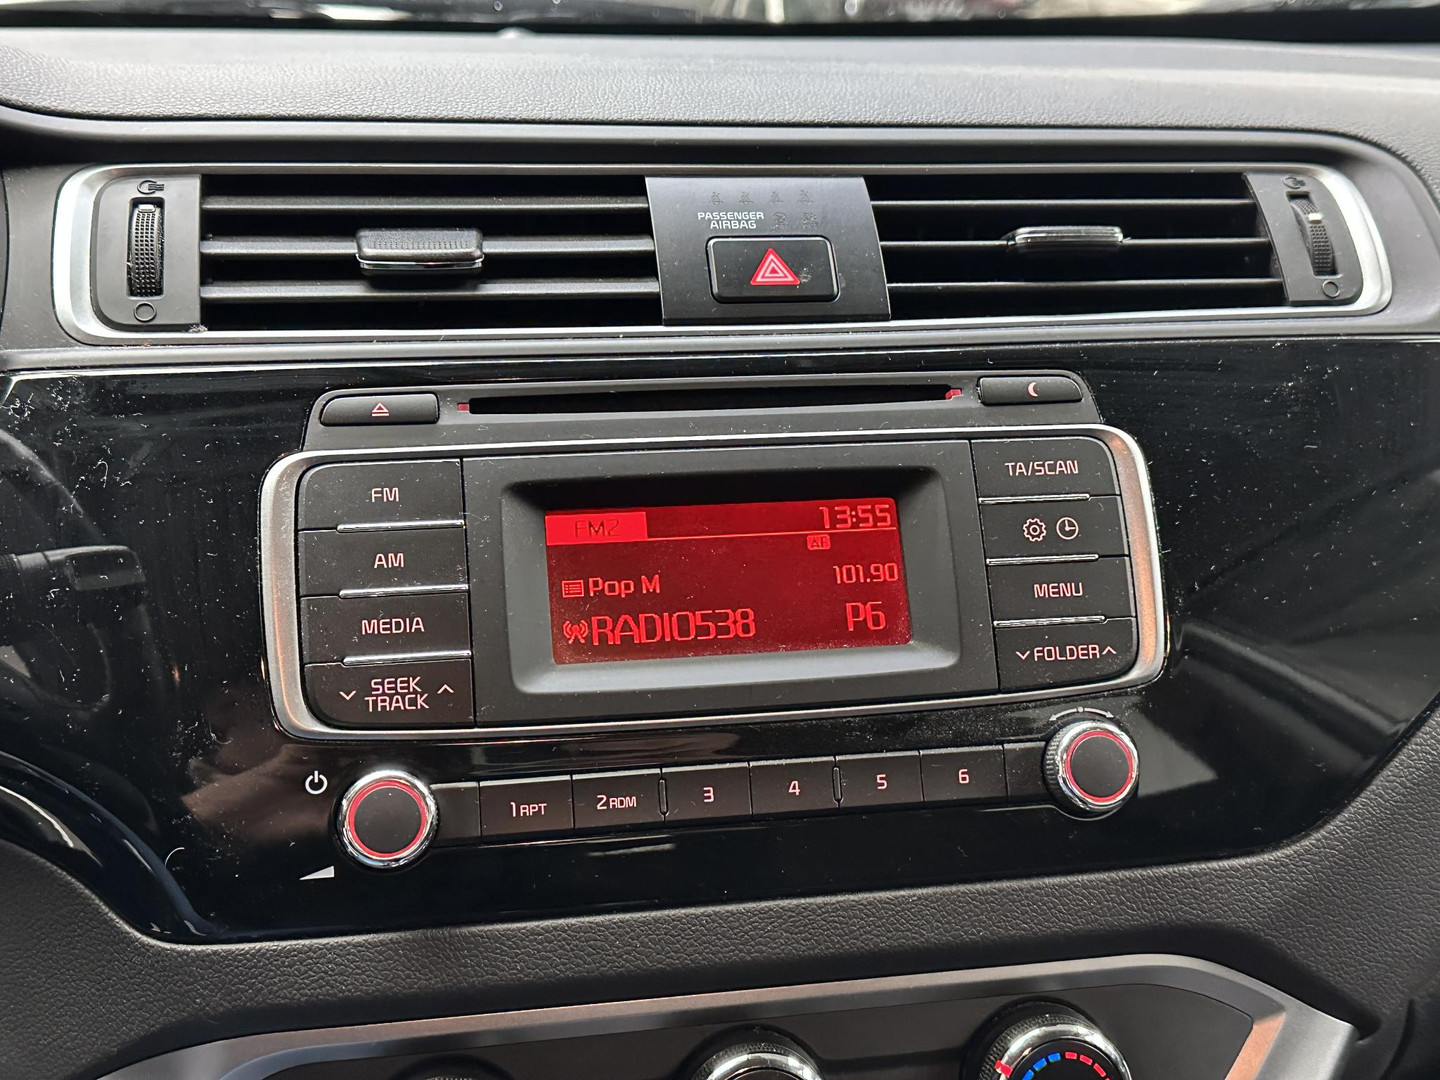 PASSENGER
AIRBAG
FM
AM
MEDIA
SEEK
TRACK
FM2
13:55
AF
Pop M
101.90
RADIO538
P6
TA/SCAN
MENU
FOLDER
1 RPT
2 RDM
3
4
5
6